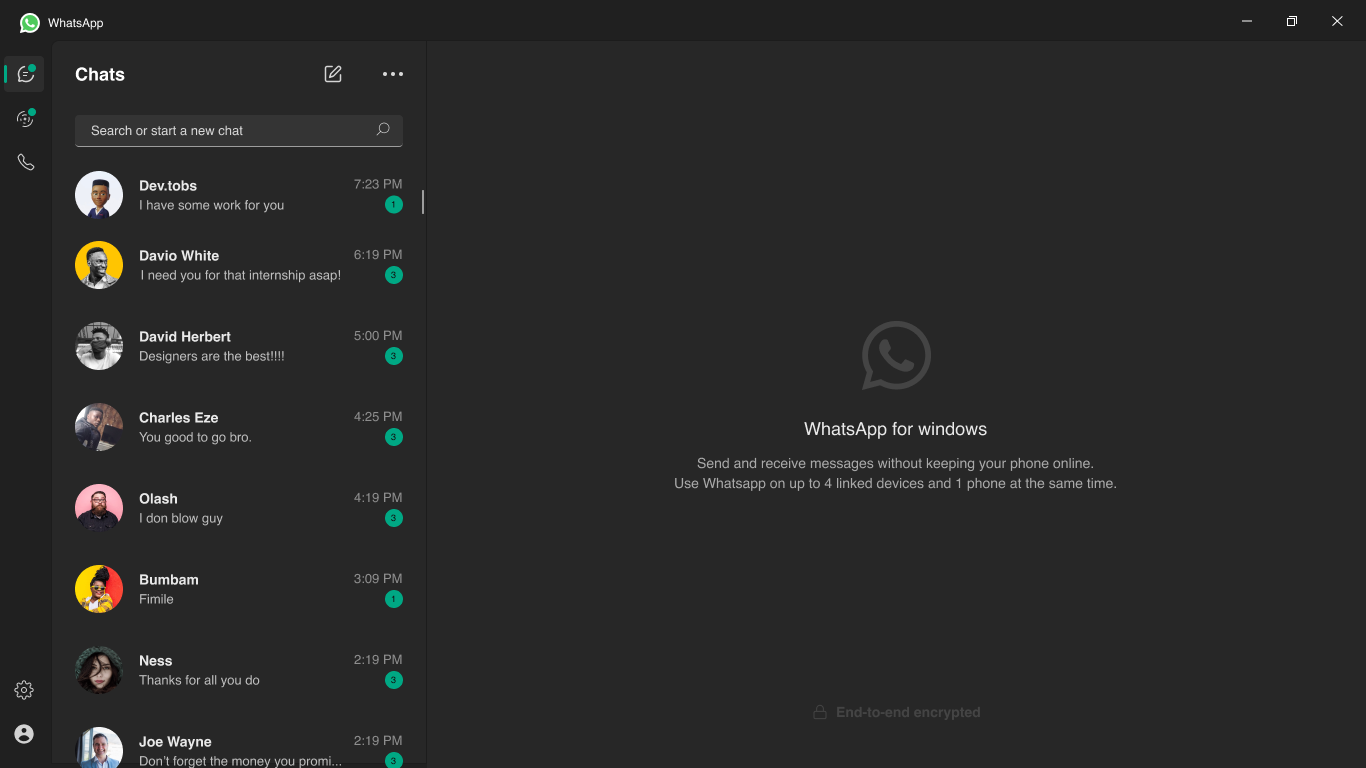 WhatsApp
Chats
Search or start a new chat
Dev.tobs
7:23 PM
I have some work for you
1
Davio White
6:19 PM
I need you for that internship asap!
3
David Herbert
5:00 PM
Designers are the best!!!!
3
Charles Eze
4:25 PM
You good to go bro.
3
Olash
4:19 PM
I don blow guy
3
Bumbam
3:09 PM
Fimile
1
Ness
2:19 PM
Thanks for all you do
3
Joe Wayne
2:19 PM
Don't forget the money you promi...
3
WhatsApp for windows
Send and receive messages without keeping your phone online.
Use Whatsapp on up to 4 linked devices and 1 phone at the same time.
End-to-end encrypted